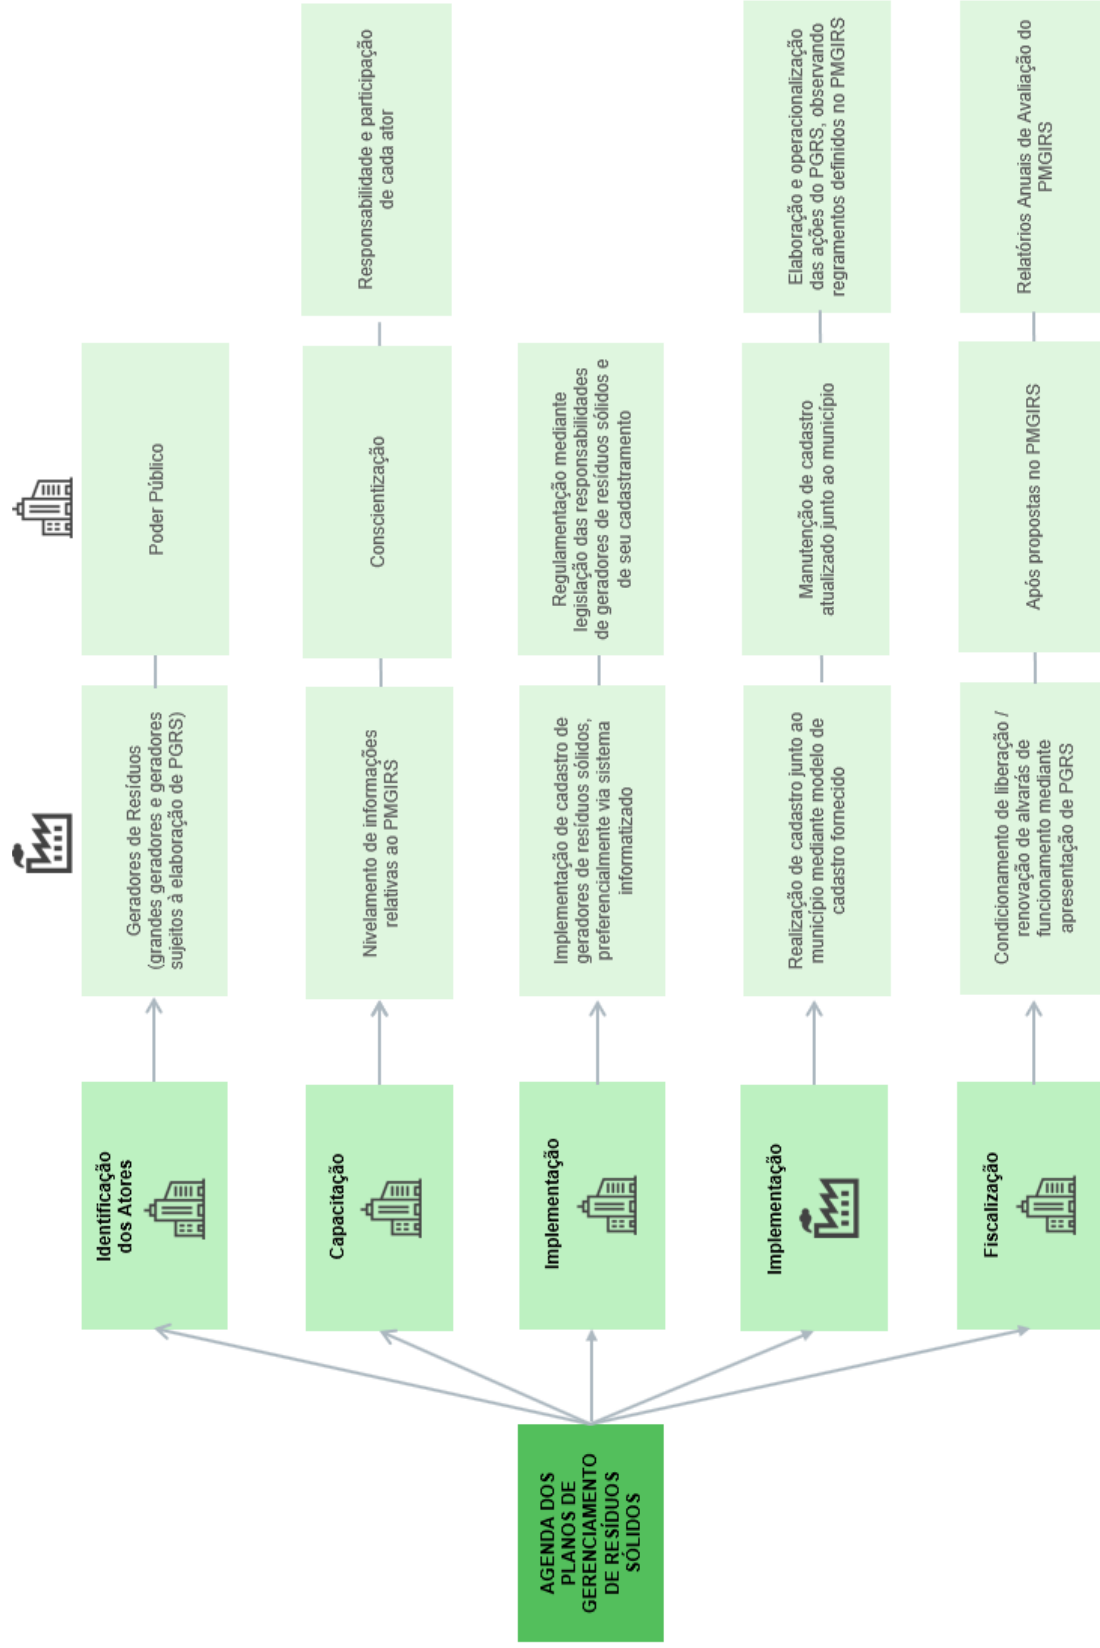 AGENDA DOS
PLANOS DE
GERENCIAMENTO
DE RESÍDUOS
SÓLIDOS
Identificação
dos Atores
Geradores de Resíduos
(grandes geradores e geradores
sujeitos à elaboração de PGRS)
Poder Público
Capacitação
Nivelamento de informações
relativas ao PMGIRS
Conscientização
Responsabilidade e participação
de cada ator
Implementação
Implementação de cadastro de
geradores de resíduos sólidos,
preferencialmente via sistema
informatizado
Regulamentação mediante
legislação das responsabilidades
de geradores de resíduos sólidos e
de seu cadastramento
Implementação
Realização de cadastro junto ao
município mediante modelo de
cadastro fornecido
Manutenção de cadastro
atualizado junto ao município
Elaboração e operacionalização
das ações do PGRS, observando
regramentos definidos no PMGIRS
Fiscalização
Condicionamento de liberação /
renovação de alvarás de
funcionamento mediante
apresentação de PGRS
Após propostas no PMGIRS
Relatórios Anuais de Avaliação do
PMGIRS